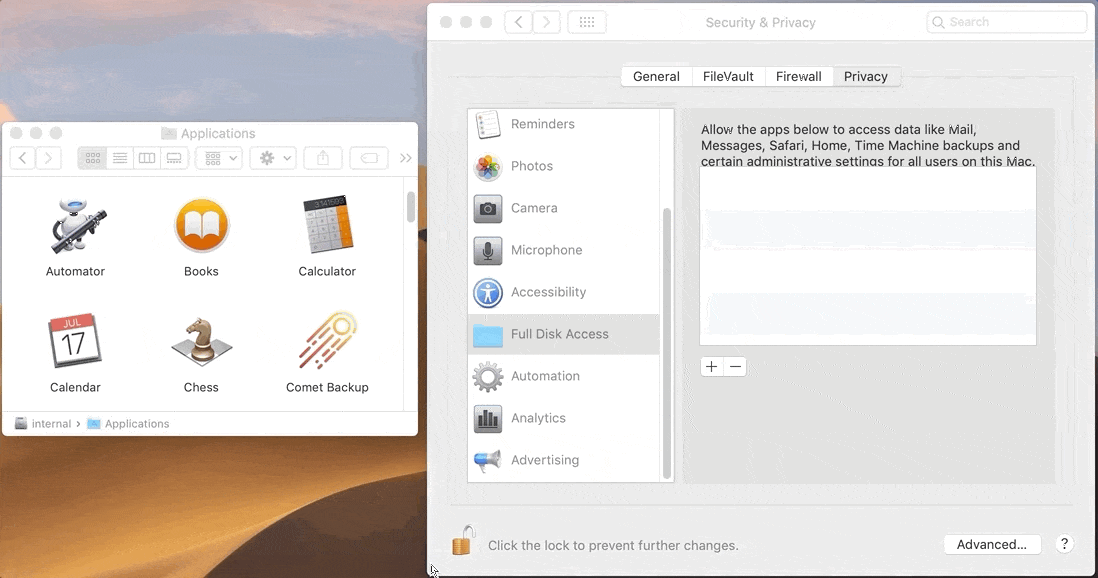 Security & Privacy
Search
General
FileVault
Firewall
Privacy
Applications
Reminders
Photos
Camera
Microphone
Accessibility
Full Disk Access
Automation
Analytics
Advertising
Allow the apps below to access data like Mail,
Messages, Safari, Home, Time Machine backups and
certain administrative settings for all users on this Mac.
Automator
Books
Calculator
JUL
17
Calendar
Chess
Comet Backup
internal › Applications
+ −
Click the lock to prevent further changes.
Advanced...
?